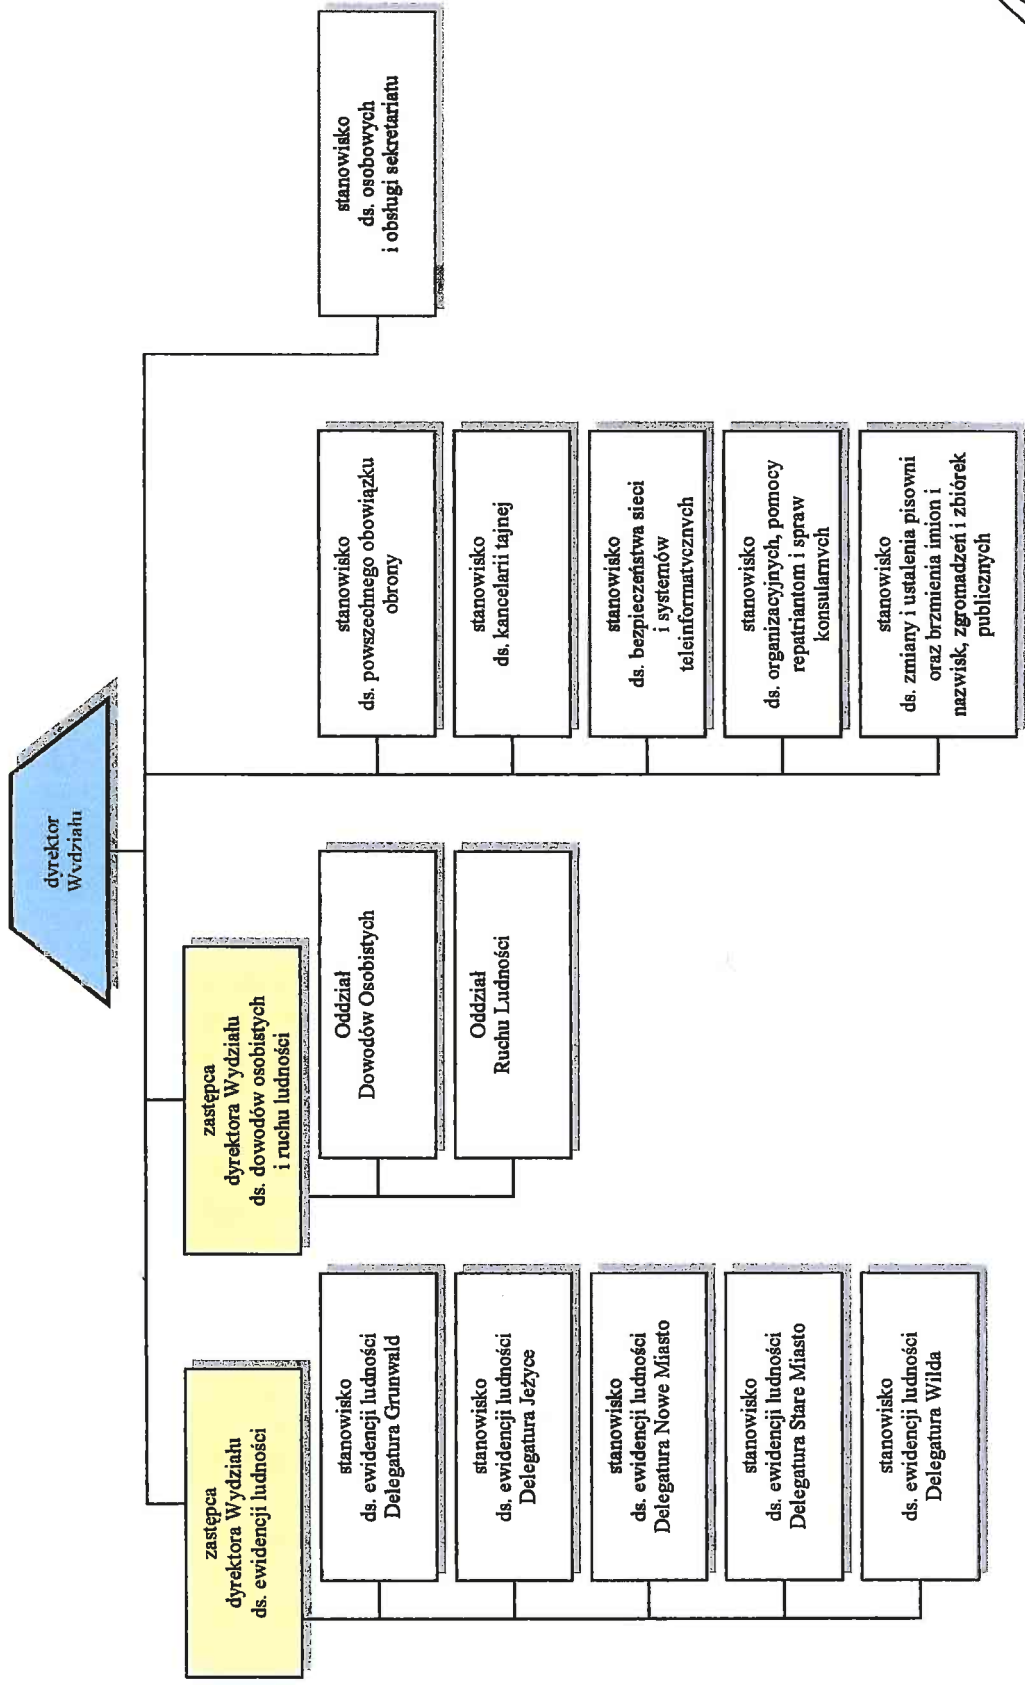 dyrektor
Wydziału
zastępca
dyrektora Wydziału
ds. ewidencji ludności
zastępca
dyrektora Wydziału
ds. dowodów osobistych
i ruchu ludności
stanowisko
ds. ewidencji ludności
Delegatura Grunwald
stanowisko
ds. ewidencji ludności
Delegatura Jeżyce
stanowisko
ds. ewidencji ludności
Delegatura Nowe Miasto
stanowisko
ds. ewidencji ludności
Delegatura Stare Miasto
stanowisko
ds. ewidencji ludności
Delegatura Wilda
Oddział
Dowodów Osobistych
Oddział
Ruchu Ludności
stanowisko
ds. powszechnego obowiązku
obrony
stanowisko
ds. kancelarii tajnej
stanowisko
ds. bezpieczeństwa sieci
i systemów
teleinformatycznych
stanowisko
ds. organizacyjnych, pomocy
repatriantom i spraw
konsularnych
stanowisko
ds. zmiany i ustalenia pisowni
oraz brzmienia imion i
nazwisk, zgromadzeń i zbiórek
publicznych
stanowisko
ds. osobowych
i obsługi sekretariatu